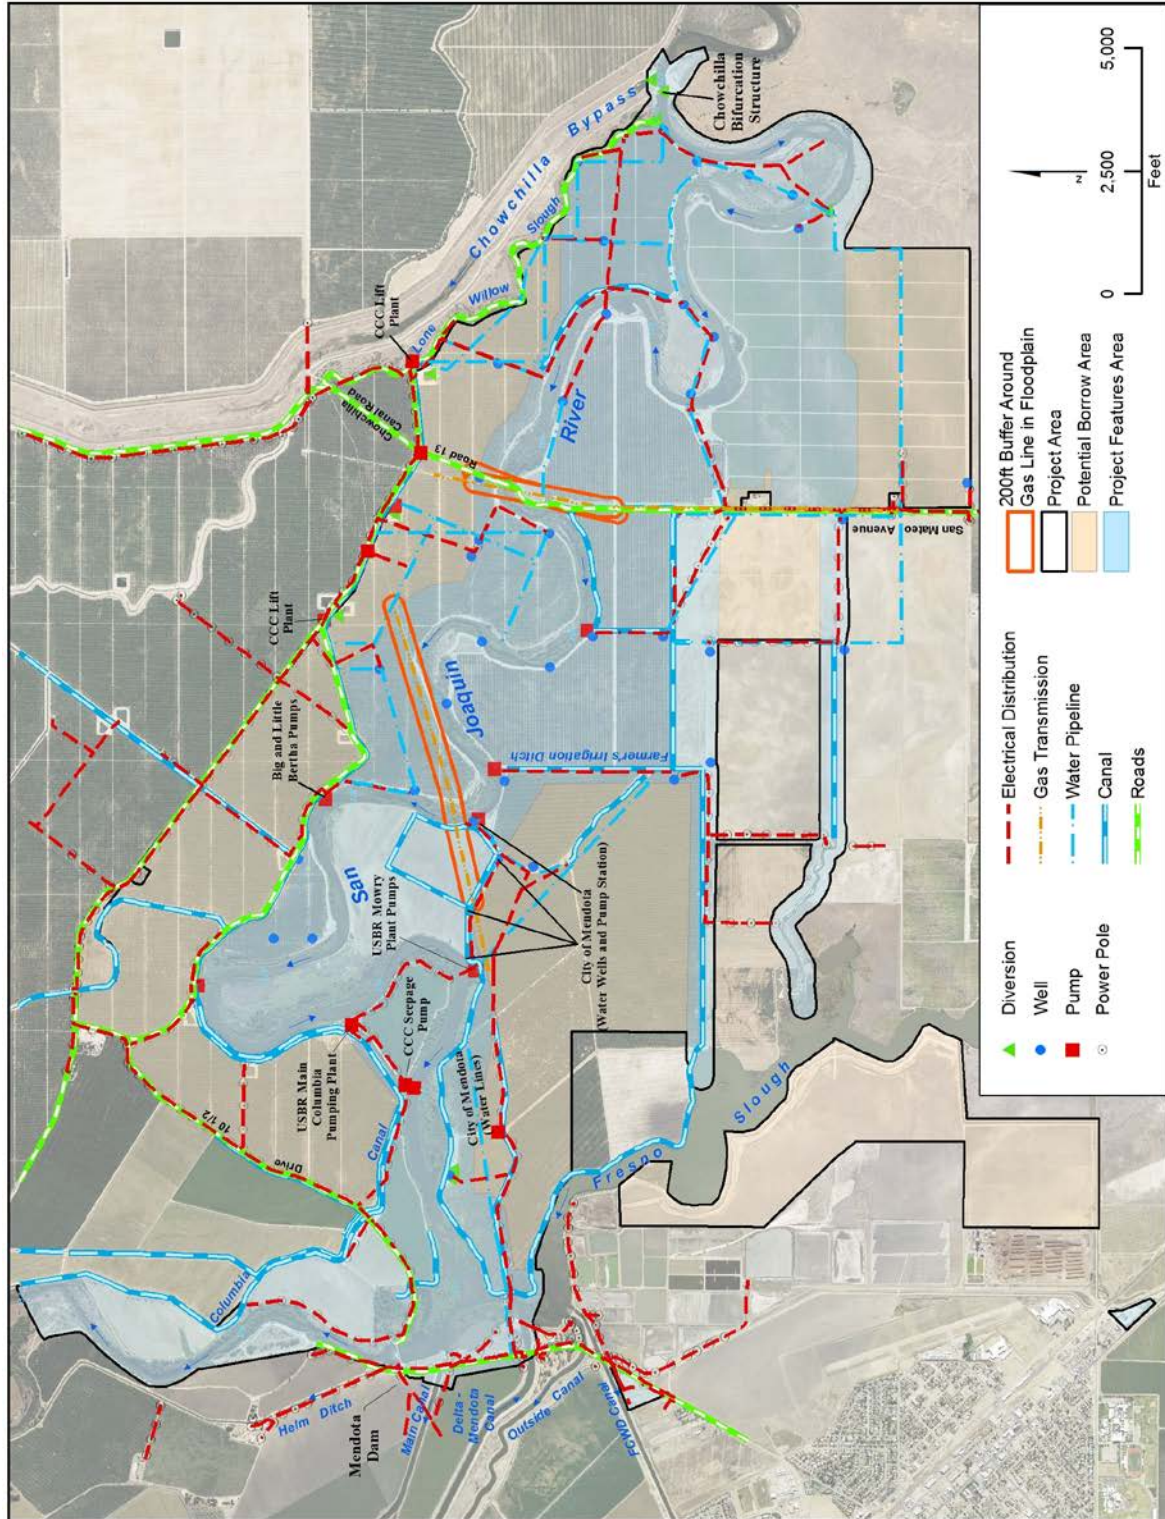 Chowchilla
Bifurcation
Structure
Chowchilla Bypass
Lone Willow Slough
CCC Lift
Plant
Chowchilla
Canal Road
Road 13
River
CCC Lift
Plant
Big and Little
Bertha Pumps
Joaquin
San
Farmer's Irrigation Ditch
San Mateo
Avenue
USBR Mowry
Plant Pumps
City of Mendota
(Water Wells and Pump Station)
USBR Main
Columbia
Pumping Plant
CCC Seepage
Pump
City of Mendota
(Water Lines)
Drive 10 1/2
Canal
Columbia
Fresno Slough
Helm Ditch
Mendota
Dam
Main Canal
Delta-
Mendota
Canal
Outside Canal
FCWD Canal
Diversion
Well
Pump
Power Pole
Electrical Distribution
Gas Transmission
Water Pipeline
Canal
Roads
200ft Buffer Around
Gas Line in Floodplain
Project Area
Potential Borrow Area
Project Features Area
N
0 2,500 5,000
Feet